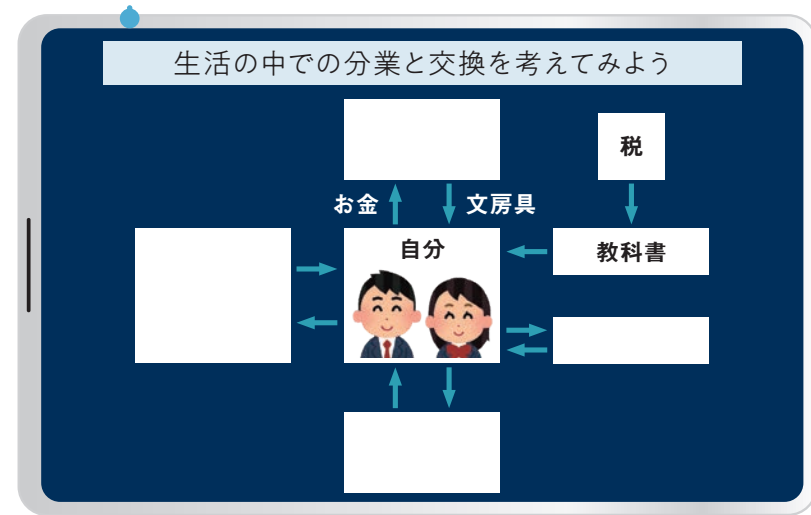 生活の中での分業と交換を考えてみよう
税
お金
文房具
自分
教科書